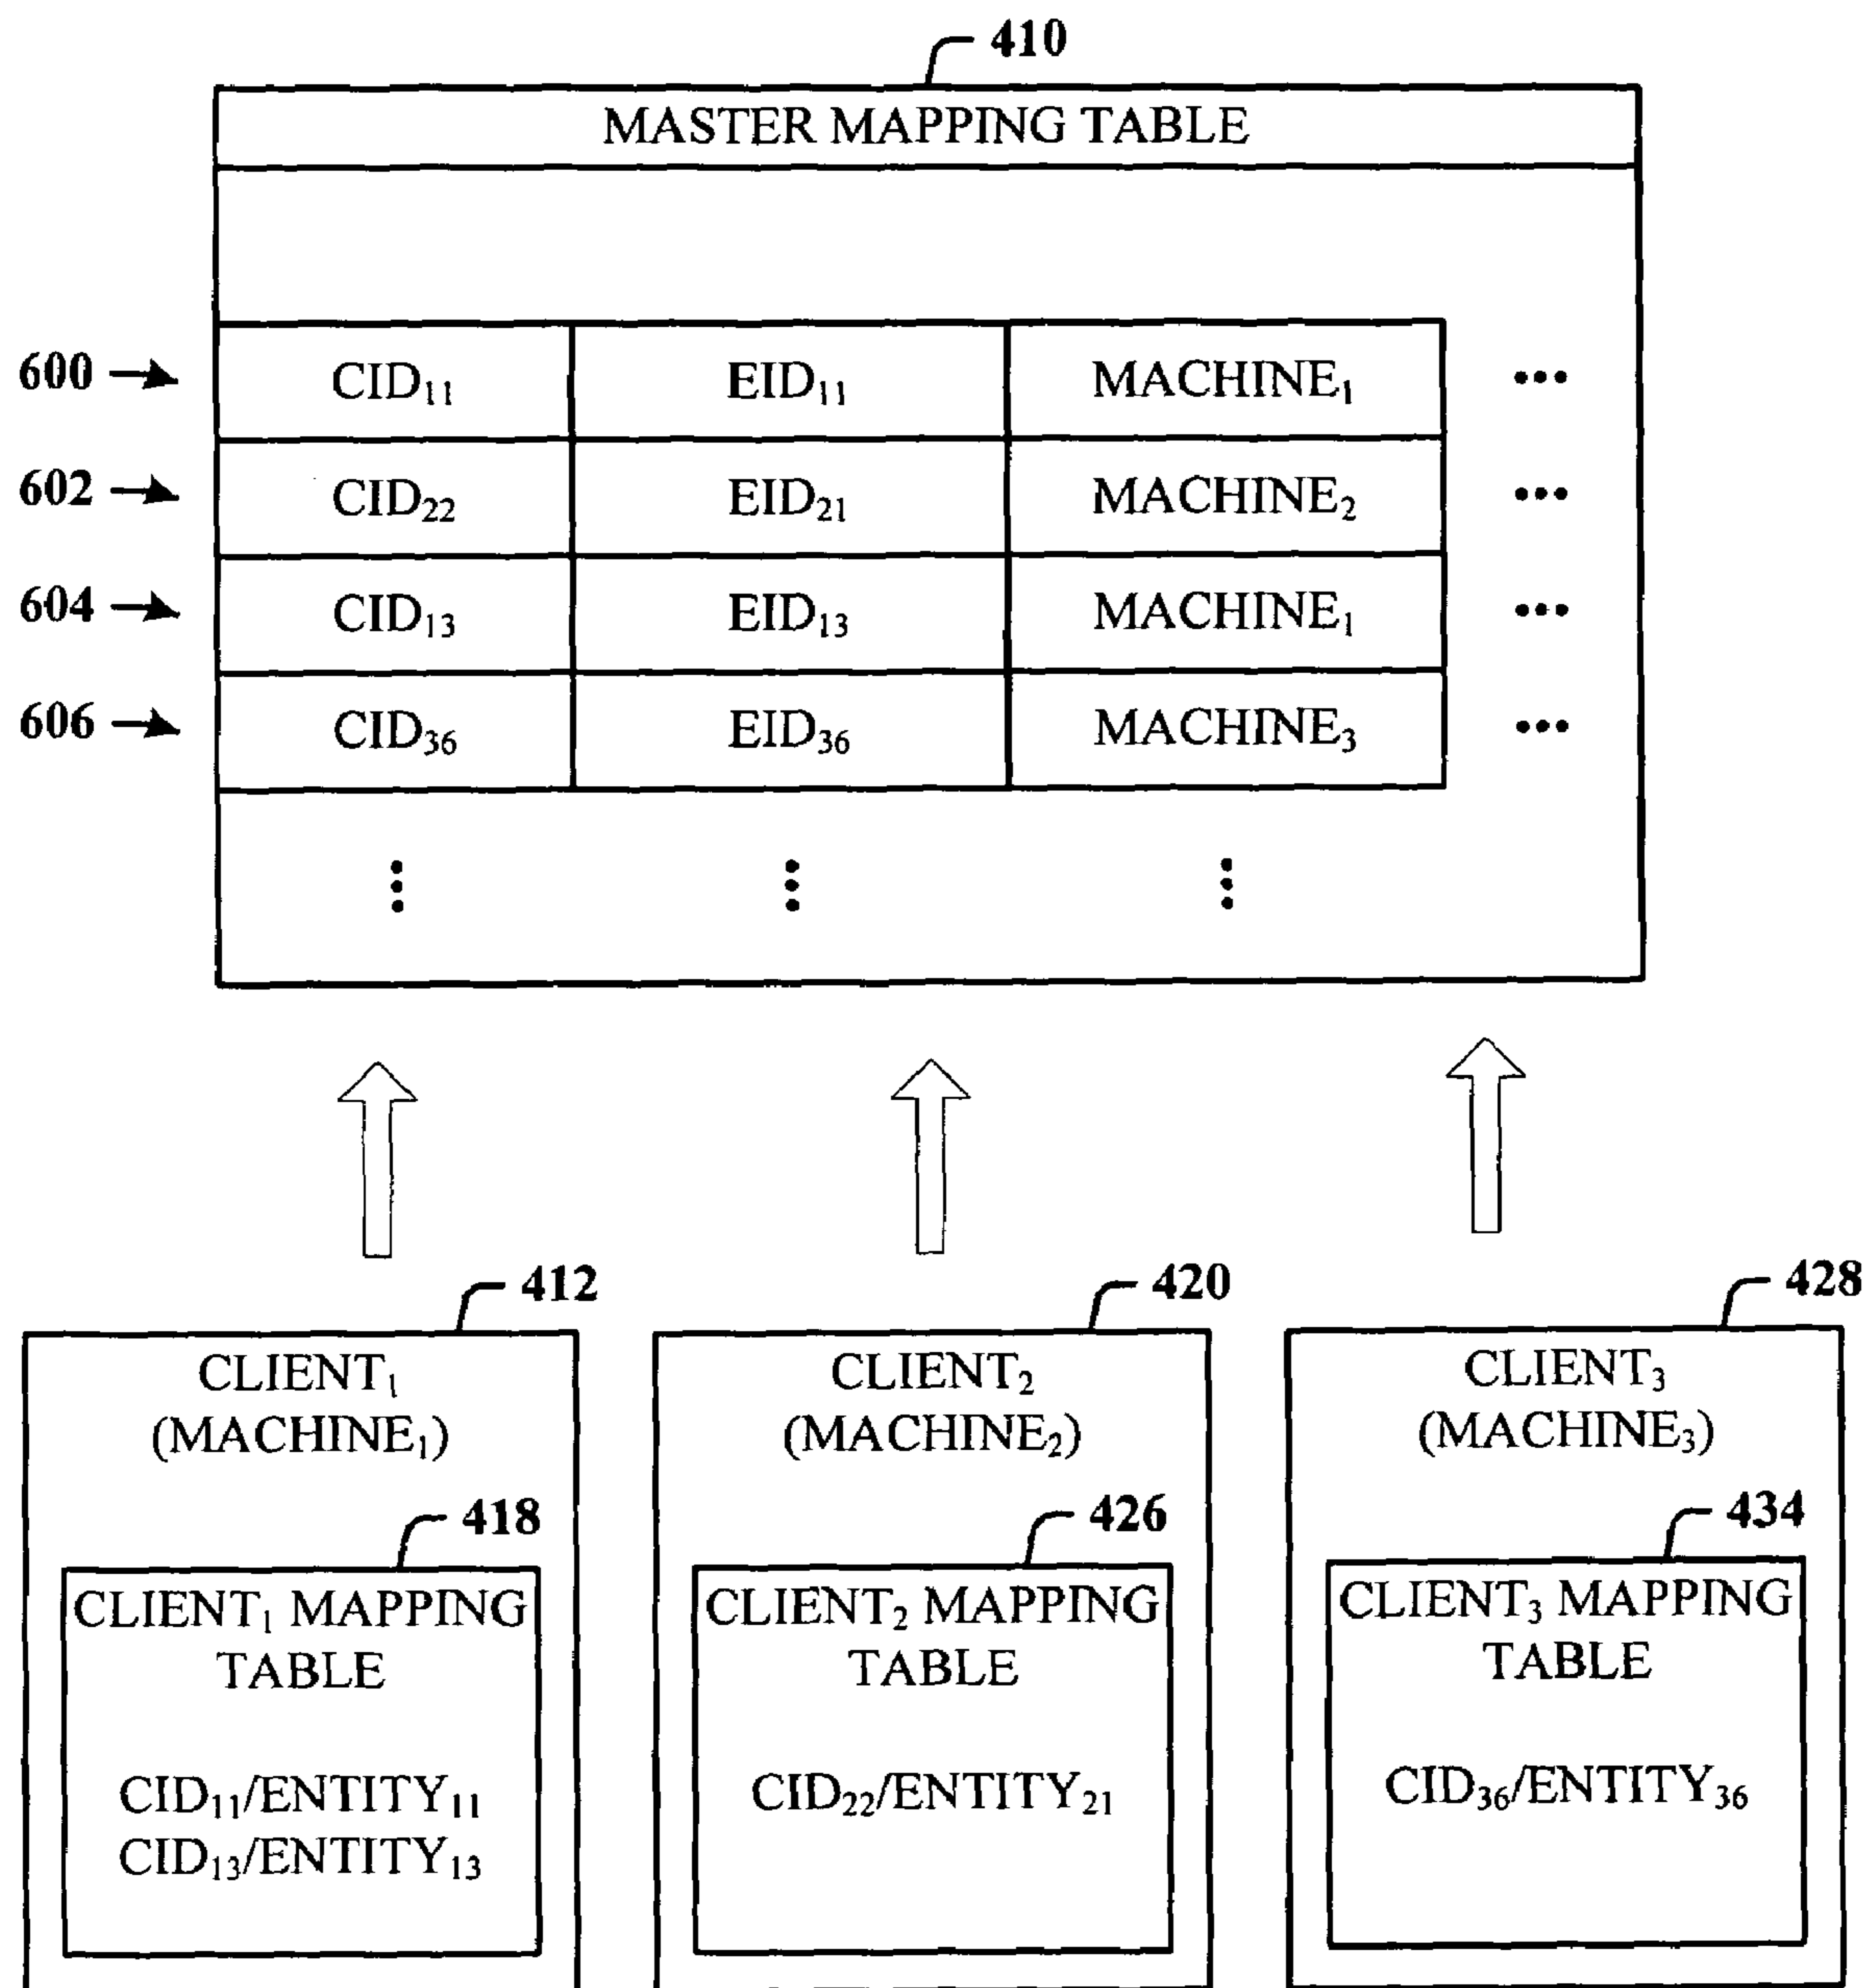 410
MASTER MAPPING TABLE
600 CID₁₁ EID₁₁ MACHINE₁ •••
602 CID₂₂ EID₂₁ MACHINE₂ •••
604 CID₁₃ EID₁₃ MACHINE₁ •••
606 CID₃₆ EID₃₆ MACHINE₃ •••
412
CLIENT₁
(MACHINE₁)
418
CLIENT₁ MAPPING
TABLE
CID₁₁/ENTITY₁₁
CID₁₃/ENTITY₁₃
420
CLIENT₂
(MACHINE₂)
426
CLIENT₂ MAPPING
TABLE
CID₂₂/ENTITY₂₁
428
CLIENT₃
(MACHINE₃)
434
CLIENT₃ MAPPING
TABLE
CID₃₆/ENTITY₃₆